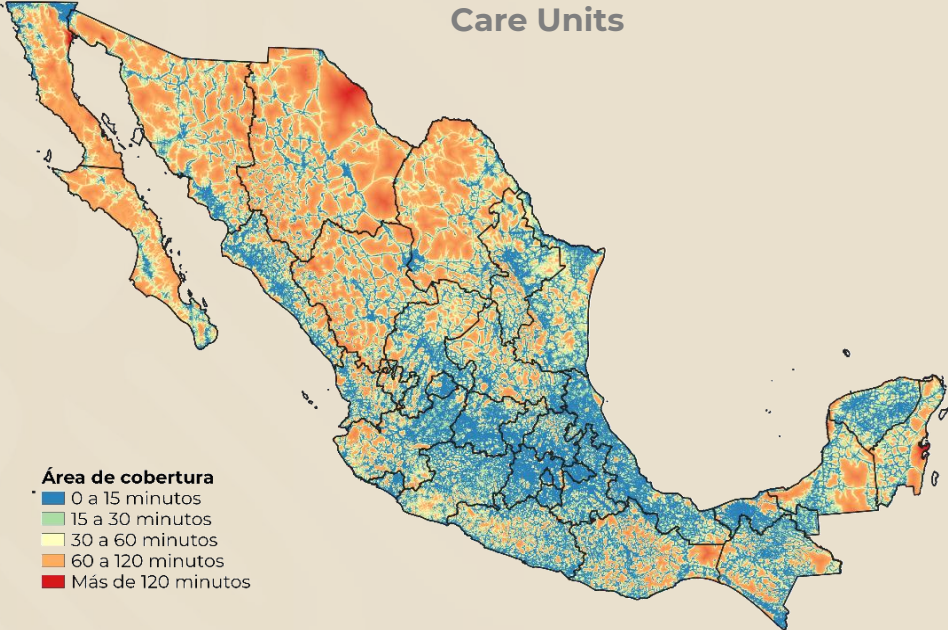 Care Units
Área de cobertura
0 a 15 minutos
15 a 30 minutos
30 a 60 minutos
60 a 120 minutos
Más de 120 minutos